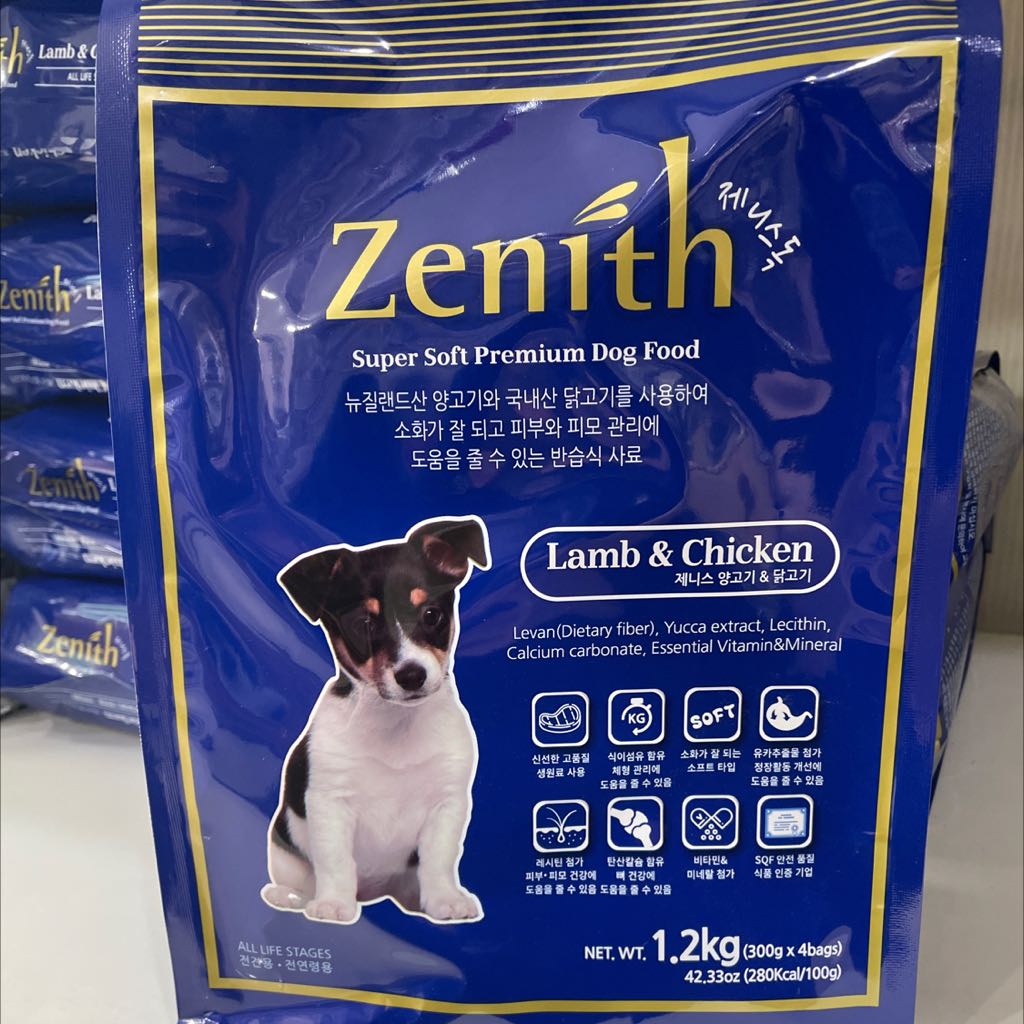 Zenith
제니스독
Super Soft Premium Dog Food
뉴질랜드산 양고기와 국내산 닭고기를 사용하여
소화가 잘 되고 피부와 피모 관리에
도움을 줄 수 있는 반습식 사료
Lamb & Chicken
제니스 양고기 & 닭고기
Levan(Dietary fiber), Yucca extract, Lecithin,
Calcium carbonate, Essential Vitamin&Mineral
KG
SOFT
신선한 고품질
생원료 사용
식이섬유 함유
체형 관리에
도움을 줄 수 있음
소화가 잘 되는
소프트 타입
유카추출물 첨가
정장활동 개선에
도움을 줄 수 있음
레시틴 첨가
피부·피모 건강에
도움을 줄 수 있음
탄산칼슘 함유
뼈 건강에
도움을 줄 수 있음
비타민&
미네랄 첨가
SQF 안전 품질
식품 인증 기업
ALL LIFE STAGES
전견용·전연령용
NET. WT. 1.2kg (300g x 4bags)
42.33oz (280Kcal/100g)
Lamb &
ALL LIFE
Zenith
Zenith
Zenith